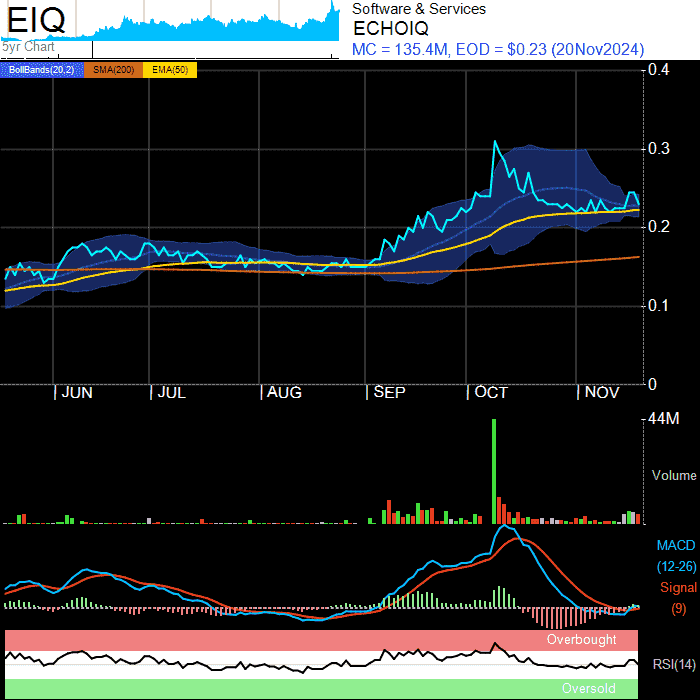 EIQ
5yr Chart
Software & Services
ECHOIQ
MC = 135.4M, EOD = $0.23 (20Nov2024)
BollBands(20,2) SMA(200) EMA(50)
0.4
0.3
0.2
0.1
0
JUN JUL AUG SEP OCT NOV
44M
Volume
MACD
(12-26)
Signal
(9)
Overbought
RSI(14)
Oversold